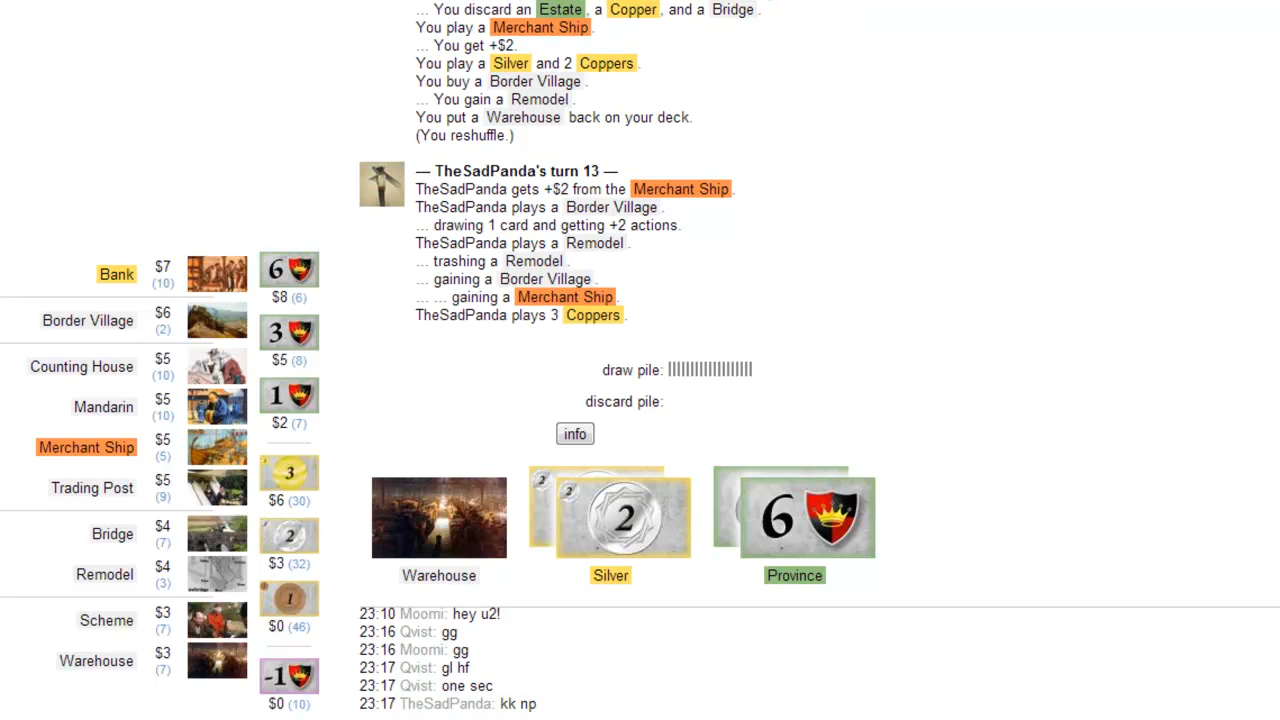 ... You discard an Estate, a Copper, and a Bridge.
You play a Merchant Ship.
... You get +$2.
You play a Silver and 2 Coppers.
You buy a Border Village.
... You gain a Remodel.
You put a Warehouse back on your deck.
(You reshuffle.)
— TheSadPanda's turn 13 —
TheSadPanda gets +$2 from the Merchant Ship.
TheSadPanda plays a Border Village.
... drawing 1 card and getting +2 actions.
TheSadPanda plays a Remodel.
... trashing a Remodel.
... gaining a Border Village.
... ... gaining a Merchant Ship.
TheSadPanda plays 3 Coppers.
Bank $7 (10)
Border Village $6 (2)
Counting House $5 (10)
Mandarin $5 (10)
Merchant Ship $5 (5)
Trading Post $5 (9)
Bridge $4 (7)
Remodel $4 (3)
Scheme $3 (7)
Warehouse $3 (7)
6
$8 (6)
3
$5 (8)
1
$2 (7)
3
$6 (30)
2
$3 (32)
1
$0 (46)
-1
$0 (10)
draw pile:
discard pile:
info
2 2 2
6
Warehouse Silver Province
23:10 Moomi: hey u2!
23:16 Qvist: gg
23:16 Moomi: gg
23:17 Qvist: gl hf
23:17 Qvist: one sec
23:17 TheSadPanda: kk np